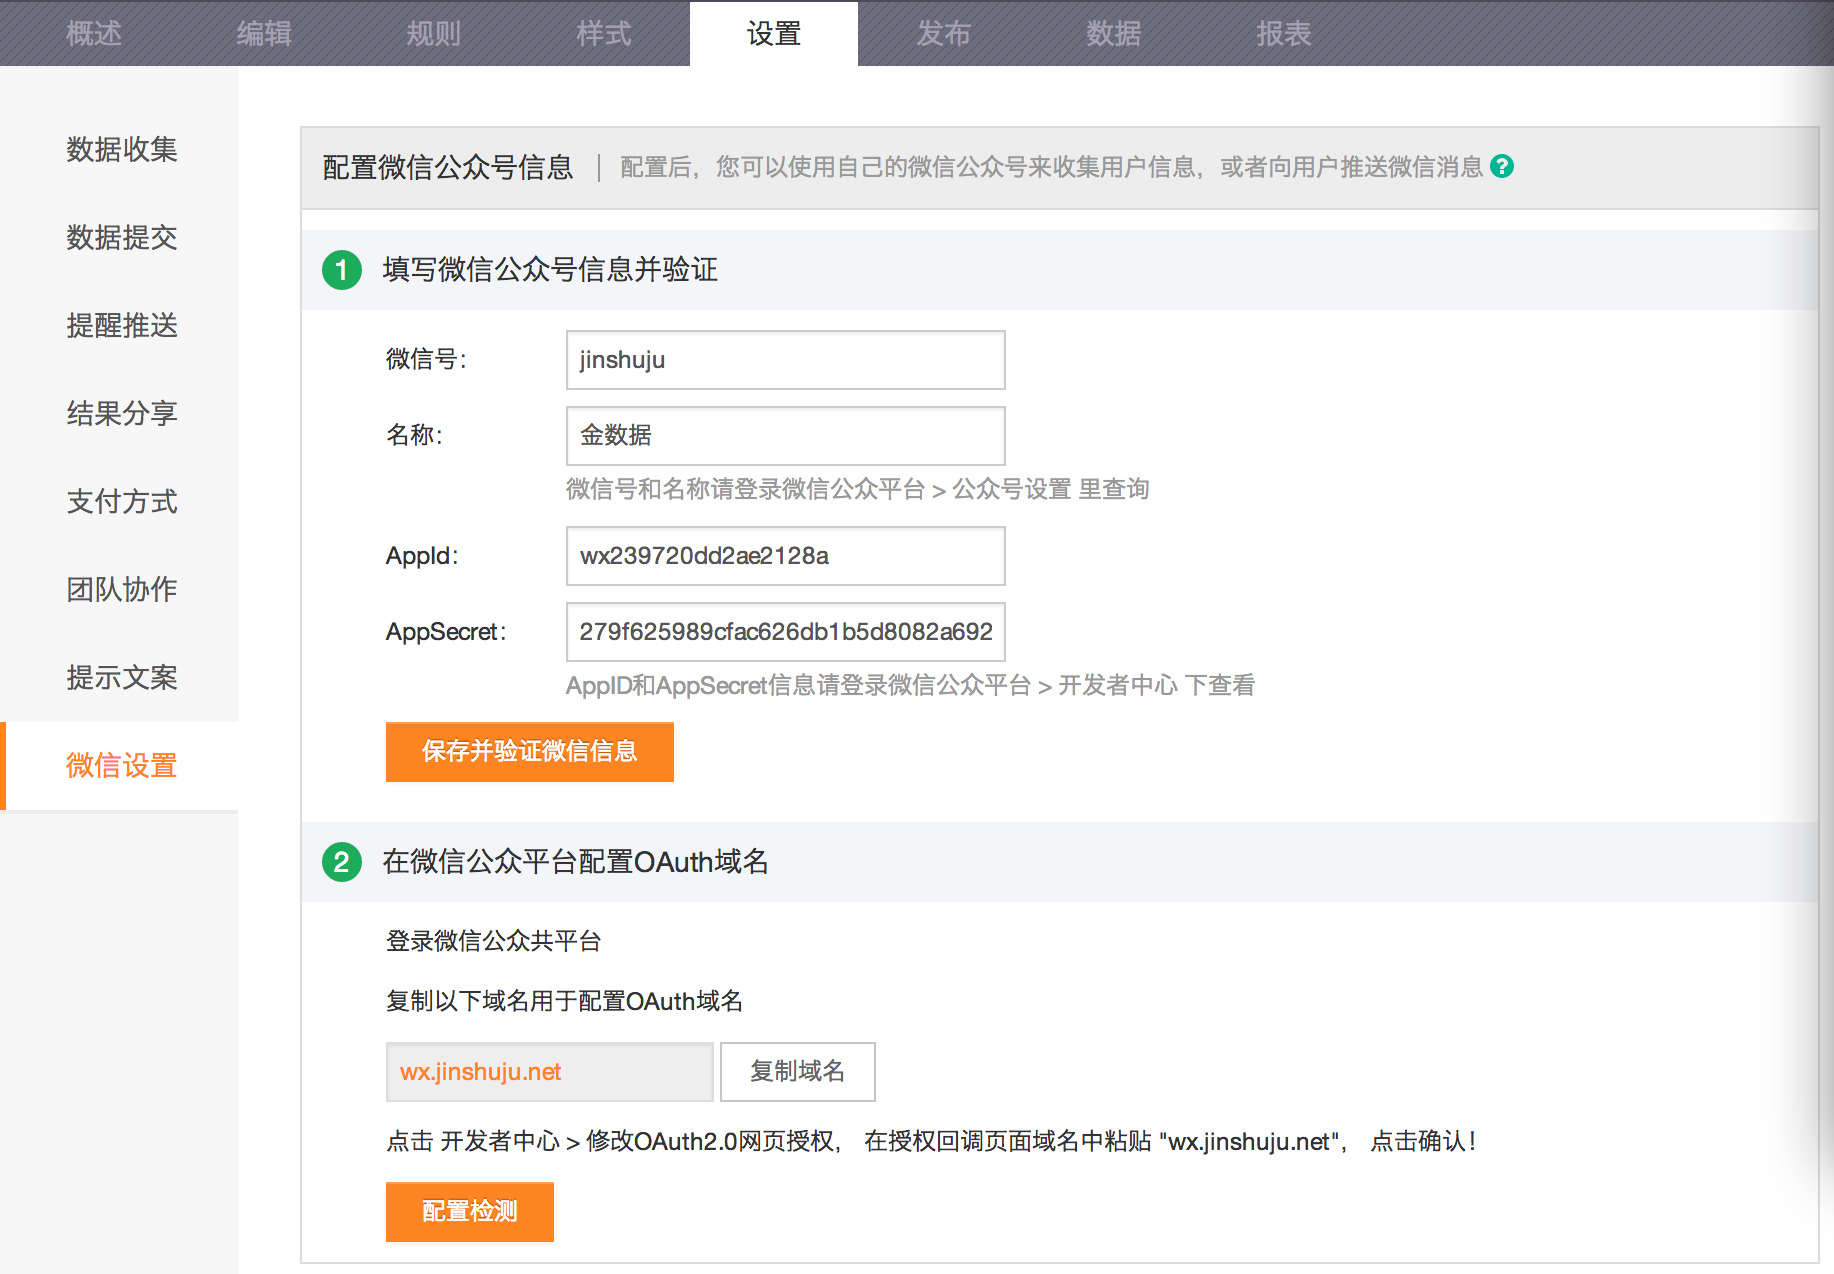 概述 编辑 规则 样式 设置 发布 数据 报表
数据收集
数据提交
提醒推送
结果分享
支付方式
团队协作
提示文案
微信设置
配置微信公众号信息 | 配置后，您可以使用自己的微信公众号来收集用户信息，或者向用户推送微信消息 ?
1 填写微信公众号信息并验证
微信号： jinshuju
名称： 金数据
微信号和名称请登录微信公众平台 > 公众号设置 里查询
AppId： wx239720dd2ae2128a
AppSecret： 279f625989cfac626db1b5d8082a692
AppID和AppSecret信息请登录微信公众平台 > 开发者中心 下查看
保存并验证微信信息
2 在微信公众平台配置OAuth域名
登录微信公众共平台
复制以下域名用于配置OAuth域名
wx.jinshuju.net 复制域名
点击 开发者中心 > 修改OAuth2.0网页授权， 在授权回调页面域名中粘贴 "wx.jinshuju.net"， 点击确认！
配置检测